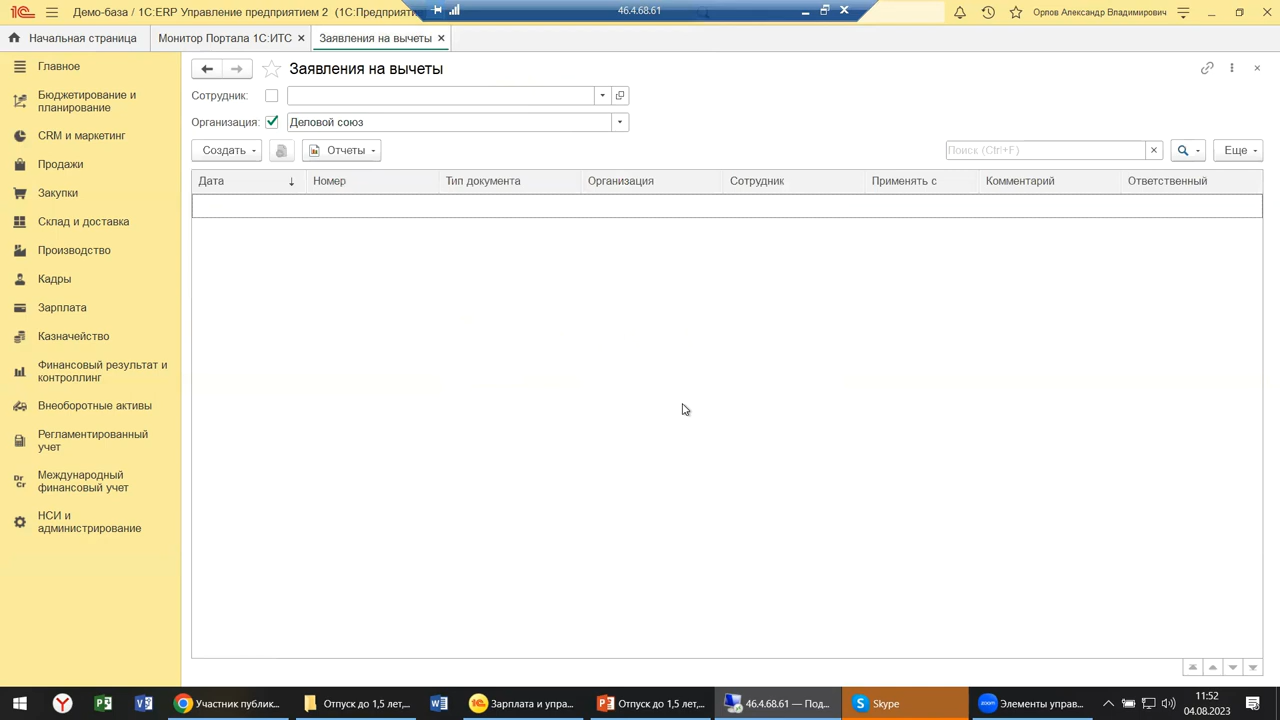 Демо-база / 1С:ERP Управление предприятием 2 (1С:Предприяти
46.4.68.61
Орлов Александр Владимирович
Начальная страница
Монитор Портала 1С:ИТС ×
Заявления на вычеты ×
Главное
Бюджетирование и
планирование
CRM и маркетинг
Продажи
Закупки
Склад и доставка
Производство
Кадры
Зарплата
Казначейство
Финансовый результат и
контроллинг
Внеоборотные активы
Регламентированный
учет
Международный
финансовый учет
НСИ и
администрирование
Заявления на вычеты
Сотрудник:
Организация: Деловой союз
Создать
Отчеты
Поиск (Ctrl+F)
Еще
Дата Номер Тип документа Организация Сотрудник Применять с Комментарий Ответственный
Участник публик...
Отпуск до 1,5 лет,...
Зарплата и упра...
Отпуск до 1,5 лет,...
46.4.68.61 — Под...
Skype
Элементы управ...
11:52
04.08.2023